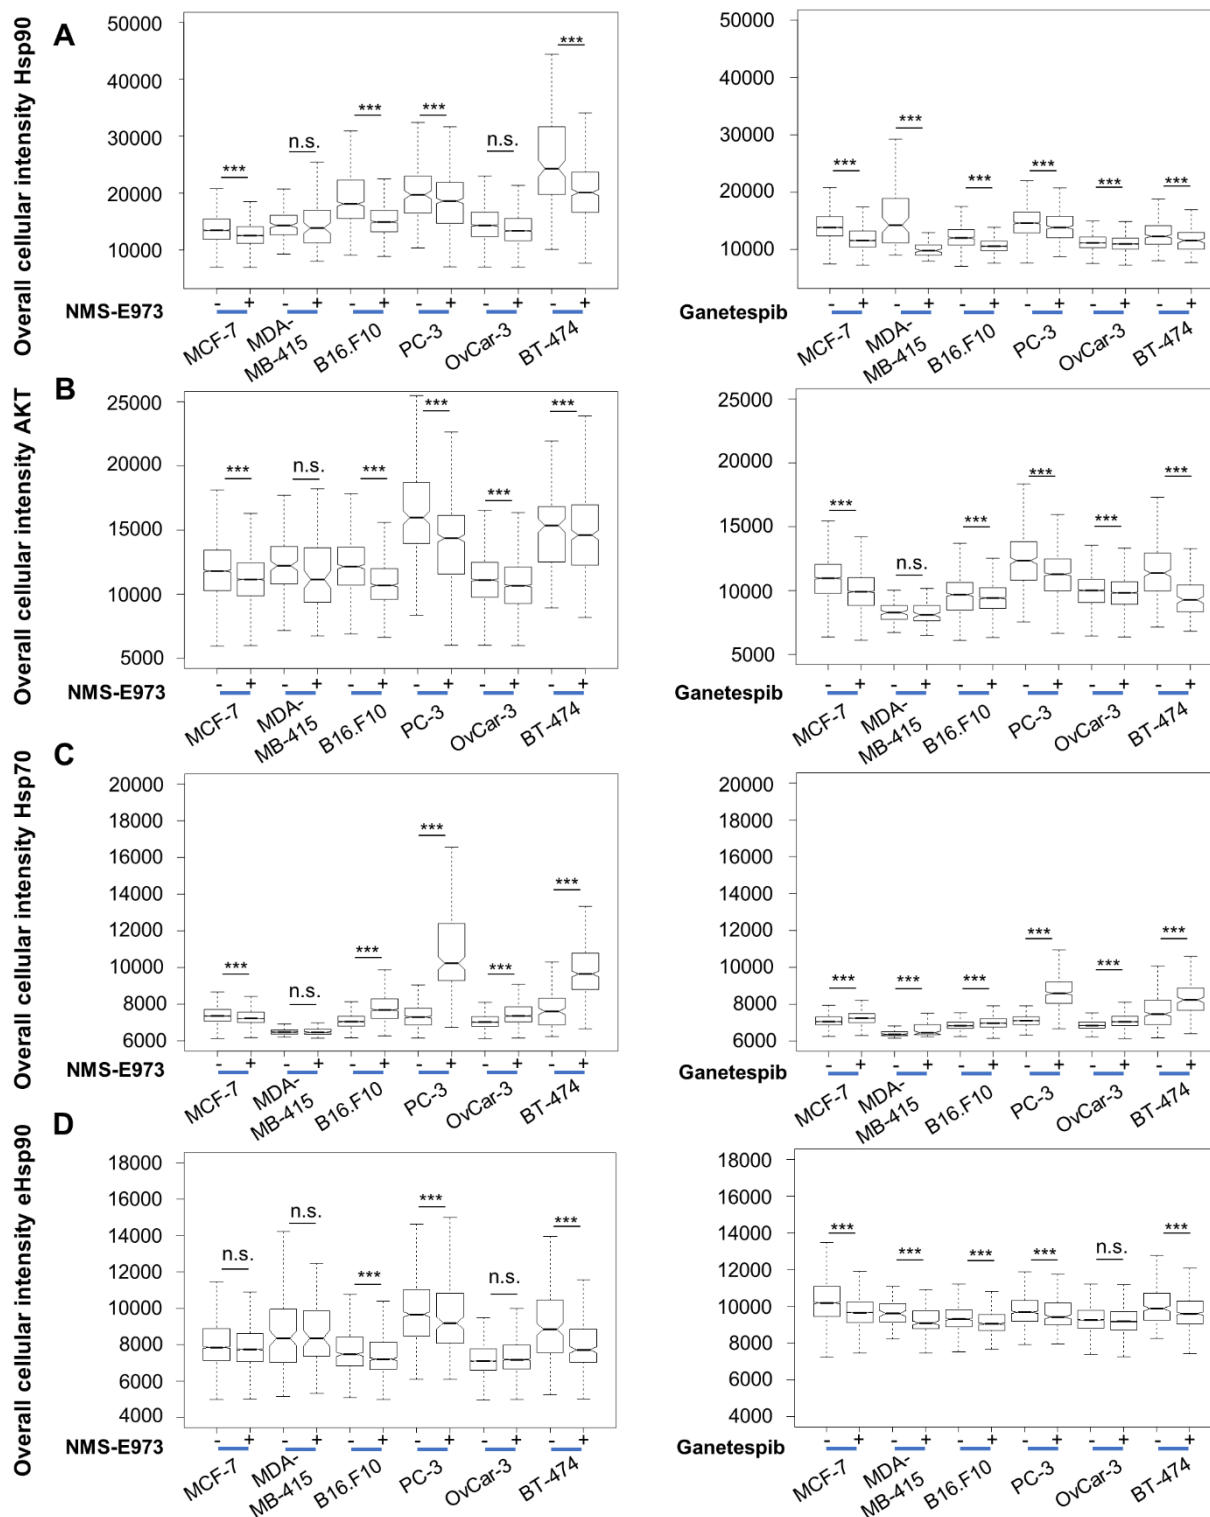 A
Overall cellular intensity Hsp90
50000
40000
30000
20000
10000
*** n.s. *** *** n.s. ***
- + - + - + - + - + - +
NMS-E973
MCF-7
MDA-
MB-415
B16.F10
PC-3
OvCar-3
BT-474
50000
40000
30000
20000
10000
*** *** *** *** *** ***
- + - + - + - + - + - +
Ganetespib
MCF-7
MDA-
MB-415
B16.F10
PC-3
OvCar-3
BT-474
B
Overall cellular intensity AKT
25000
20000
15000
10000
5000
*** n.s. *** *** *** ***
- + - + - + - + - + - +
NMS-E973
MCF-7
MDA-
MB-415
B16.F10
PC-3
OvCar-3
BT-474
25000
20000
15000
10000
5000
*** n.s. *** *** *** ***
- + - + - + - + - + - +
Ganetespib
MCF-7
MDA-
MB-415
B16.F10
PC-3
OvCar-3
BT-474
C
Overall cellular intensity Hsp70
20000
18000
16000
14000
12000
10000
8000
6000
*** n.s. *** *** *** ***
- + - + - + - + - + - +
NMS-E973
MCF-7
MDA-
MB-415
B16.F10
PC-3
OvCar-3
BT-474
20000
18000
16000
14000
12000
10000
8000
6000
*** *** *** *** *** ***
- + - + - + - + - + - +
Ganetespib
MCF-7
MDA-
MB-415
B16.F10
PC-3
OvCar-3
BT-474
D
Overall cellular intensity eHsp90
18000
16000
14000
12000
10000
8000
6000
4000
n.s. n.s. *** *** n.s. ***
- + - + - + - + - + - +
NMS-E973
MCF-7
MDA-
MB-415
B16.F10
PC-3
OvCar-3
BT-474
18000
16000
14000
12000
10000
8000
6000
4000
*** *** *** *** n.s. ***
- + - + - + - + - + - +
Ganetespib
MCF-7
MDA-
MB-415
B16.F10
PC-3
OvCar-3
BT-474